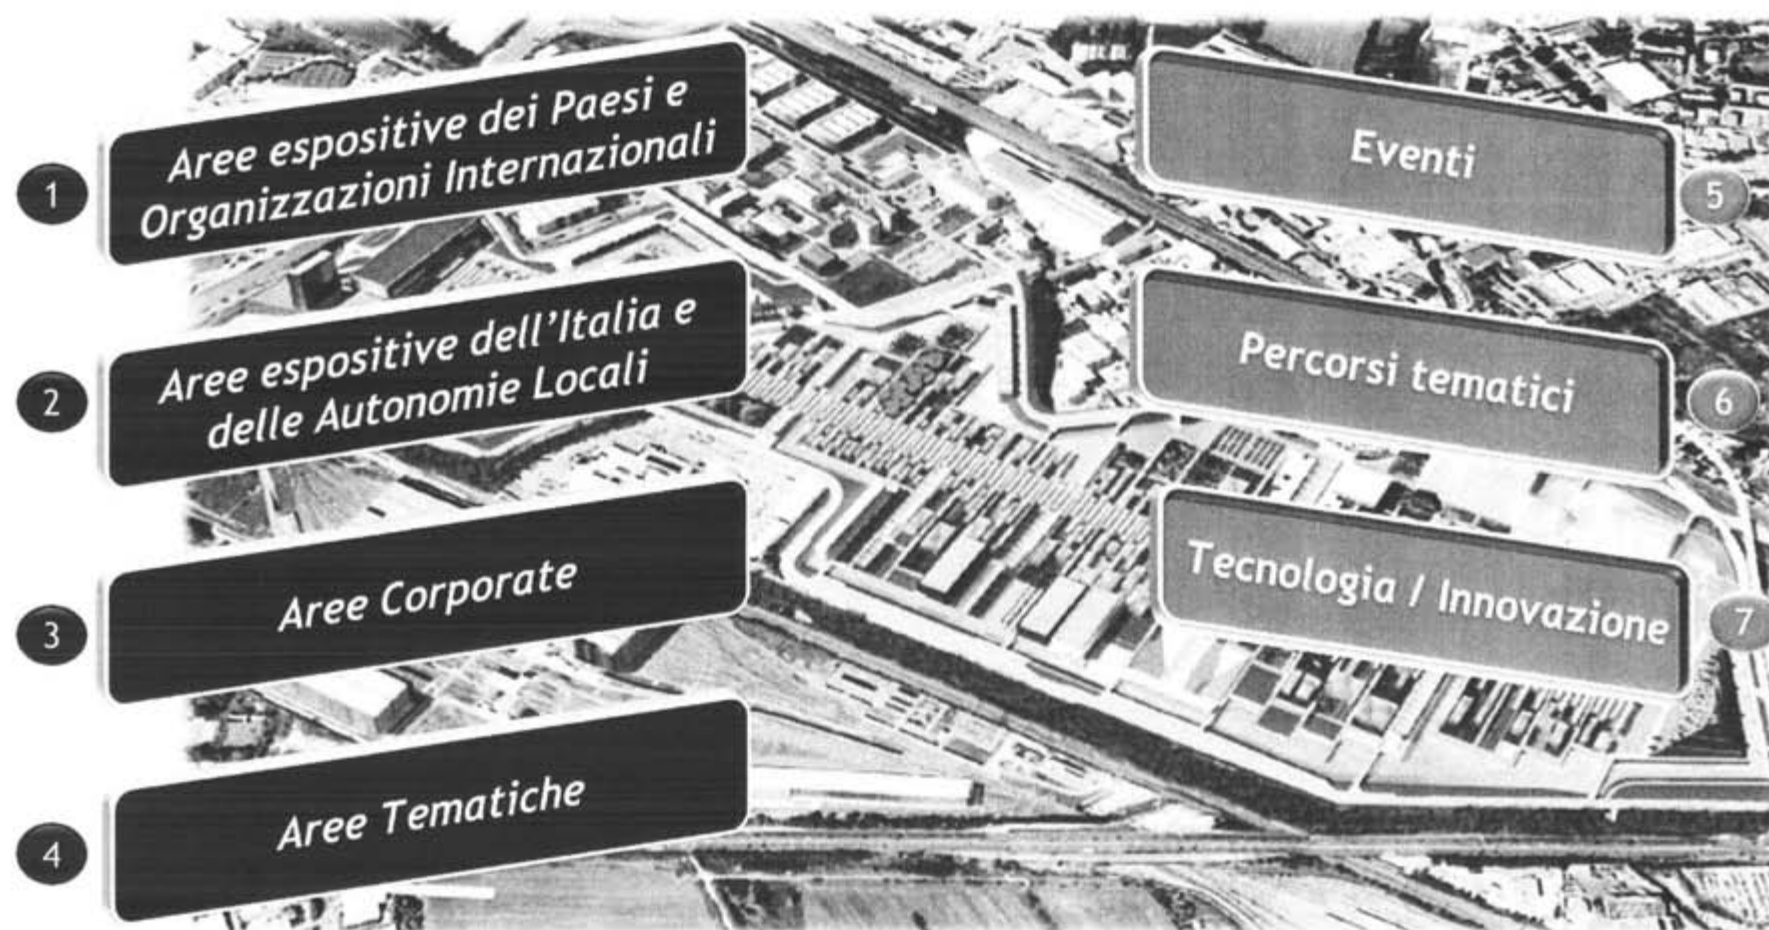 1
Aree espositive dei Paesi e
Organizzazioni Internazionali
2
Aree espositive dell'Italia e
delle Autonomie Locali
3
Aree Corporate
4
Aree Tematiche
Eventi
5
Percorsi tematici
6
Tecnologia / Innovazione
7